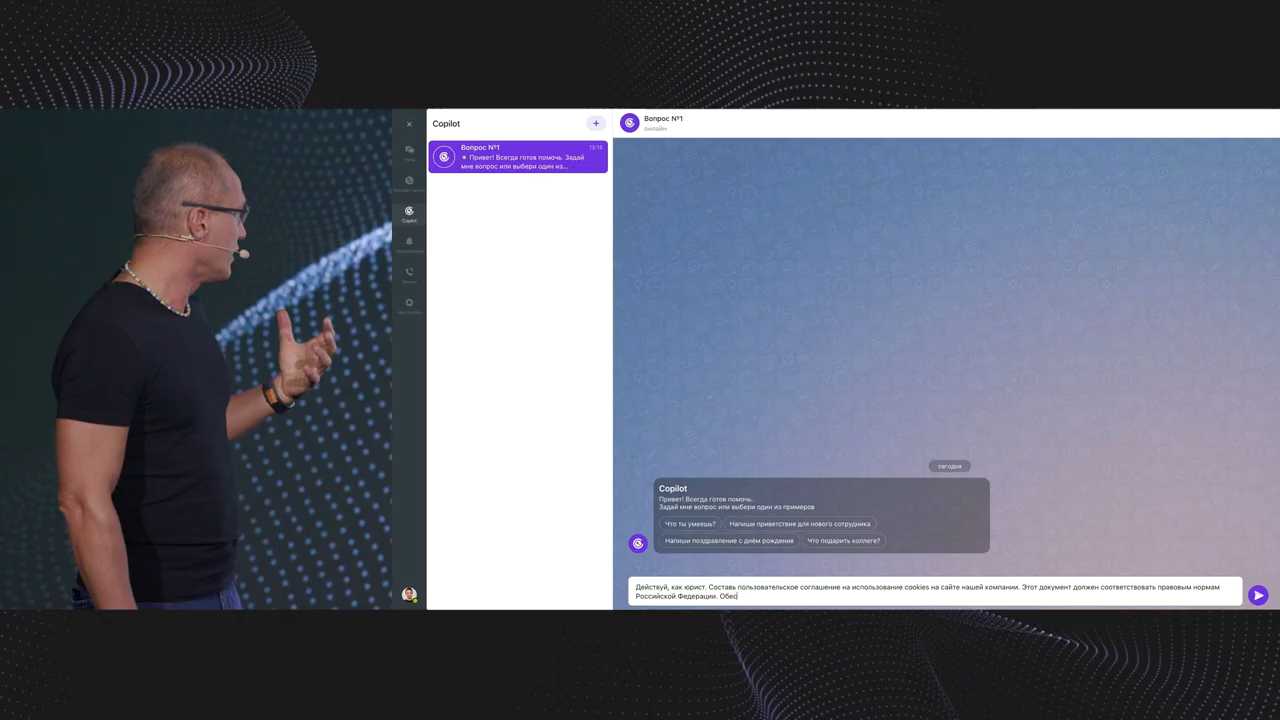 Copilot
+
Вопрос №1
13:15
Привет! Всегда готов помочь. Задай
мне вопрос или выбери один из...
Copilot
Вопрос №1
онлайн
сегодня
Copilot
Привет! Всегда готов помочь.
Задай мне вопрос или выбери один из примеров
Что ты умеешь?
Напиши приветствие для нового сотрудника
Напиши поздравление с днём рождения
Что подарить коллеге?
Действуй, как юрист. Составь пользовательское соглашение на использование cookies на сайте нашей компании. Этот документ должен соответствовать правовым нормам
Российской Федерации. Обес